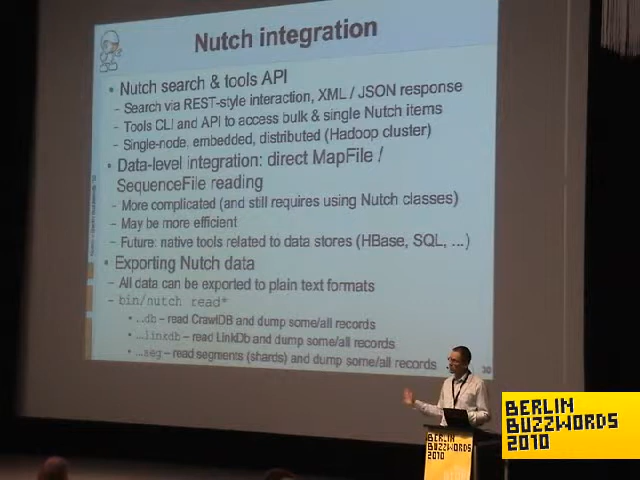 Nutch integration
• Nutch search & tools API
– Search via REST-style interaction, XML / JSON response
– Tools CLI and API to access bulk & single Nutch items
– Single-node, embedded, distributed (Hadoop cluster)
• Data-level integration: direct MapFile /
SequenceFile reading
– More complicated (and still requires using Nutch classes)
– May be more efficient
– Future: native tools related to data stores (HBase, SQL, ...)
• Exporting Nutch data
– All data can be exported to plain text formats
– bin/nutch read*
• ...db – read CrawlDB and dump some/all records
• ...linkdb – read LinkDb and dump some/all records
• ...seg – read segments (shards) and dump some/all records
30
BERLIN
BUZZWORDS
2010
BERLIN
BUZZWORDS
2010